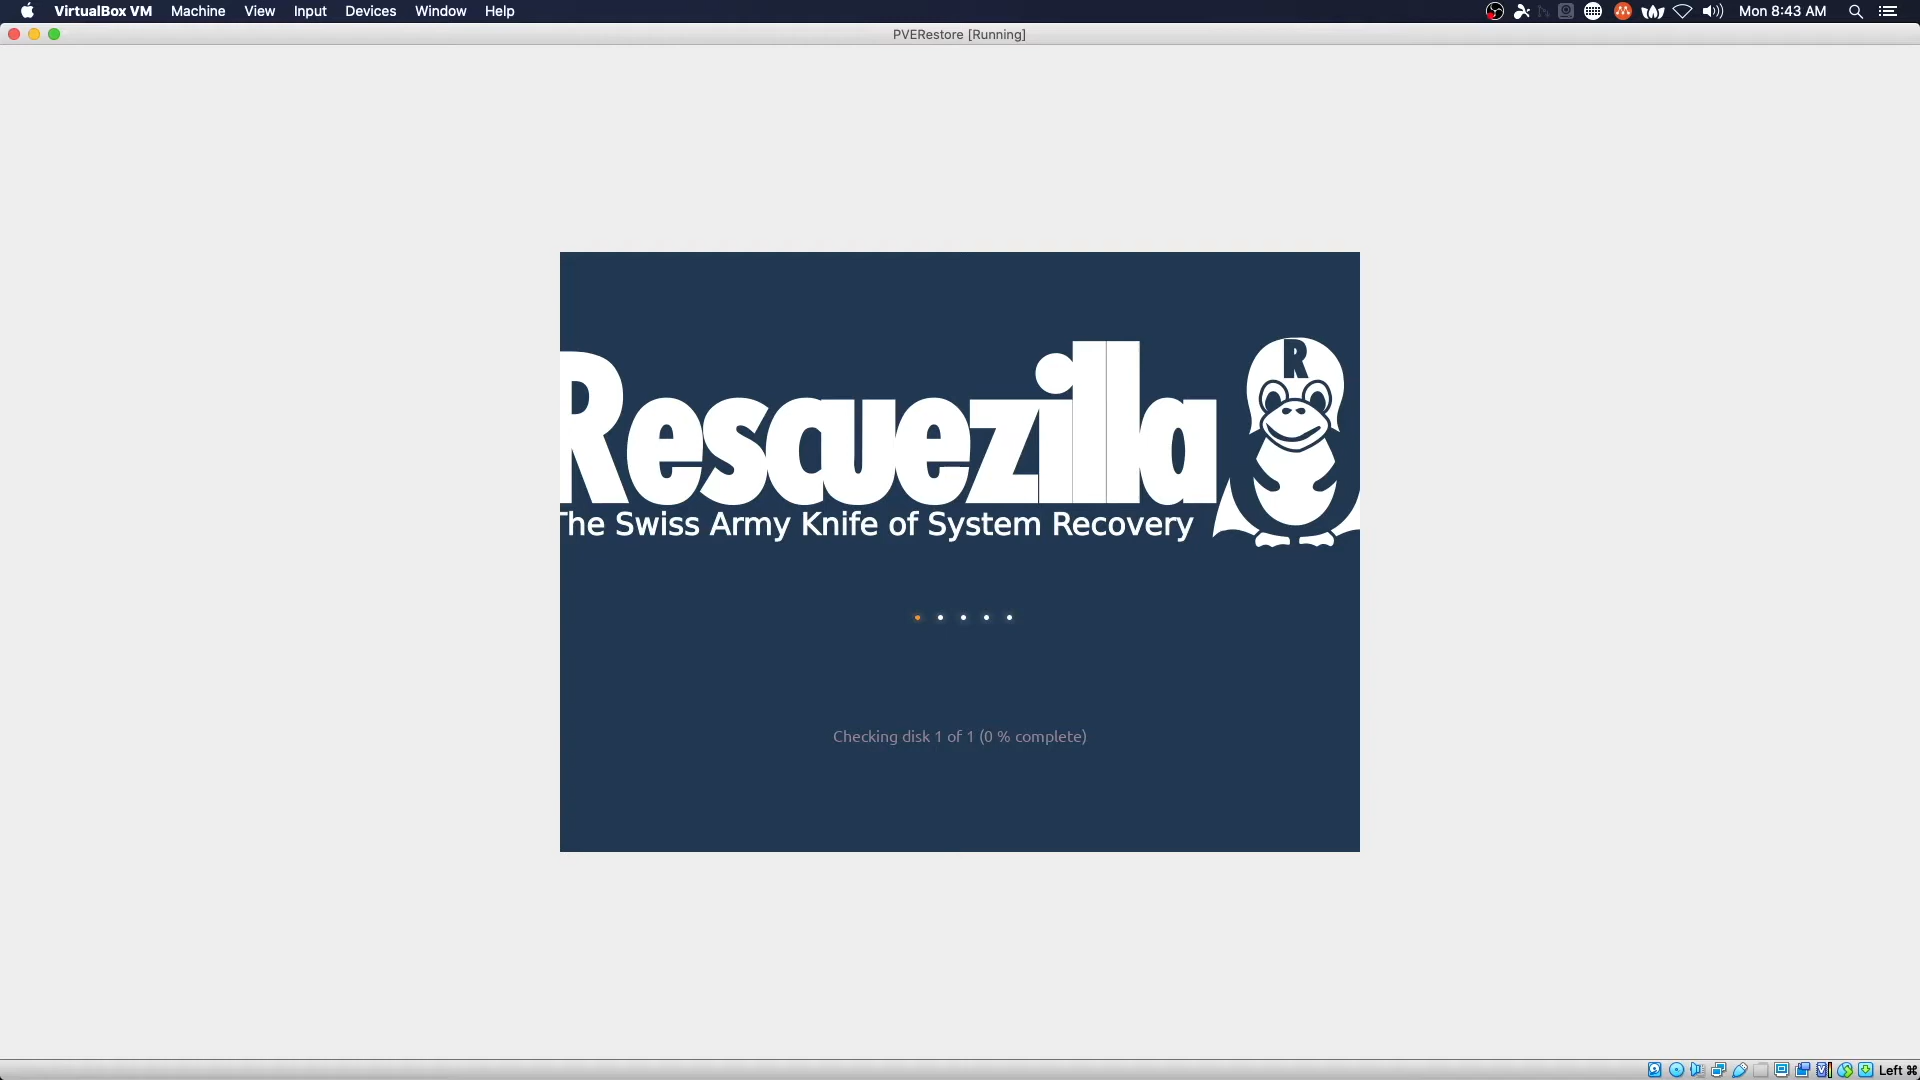 VirtualBox VM Machine View Input Devices Window Help Mon 8:43 AM
PVERestore [Running]
R
Rescuezilla
The Swiss Army Knife of System Recovery
Checking disk 1 of 1 (0 % complete)
Left ⌘